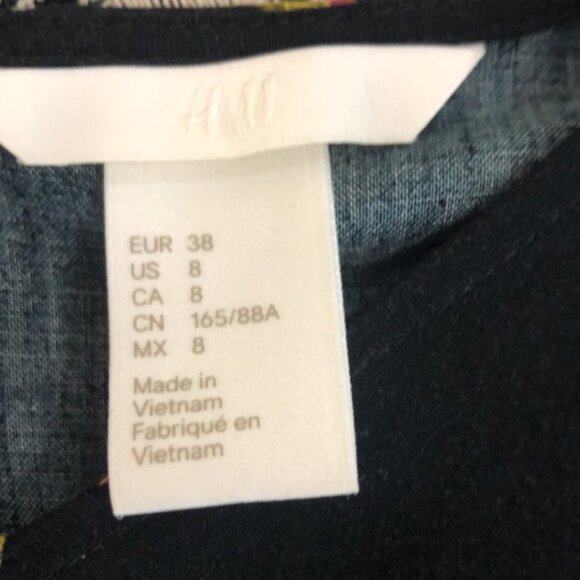 H&M
EUR 38
US 8
CA 8
CN 165/88A
MX 8
Made in
Vietnam
Fabriqué en
Vietnam